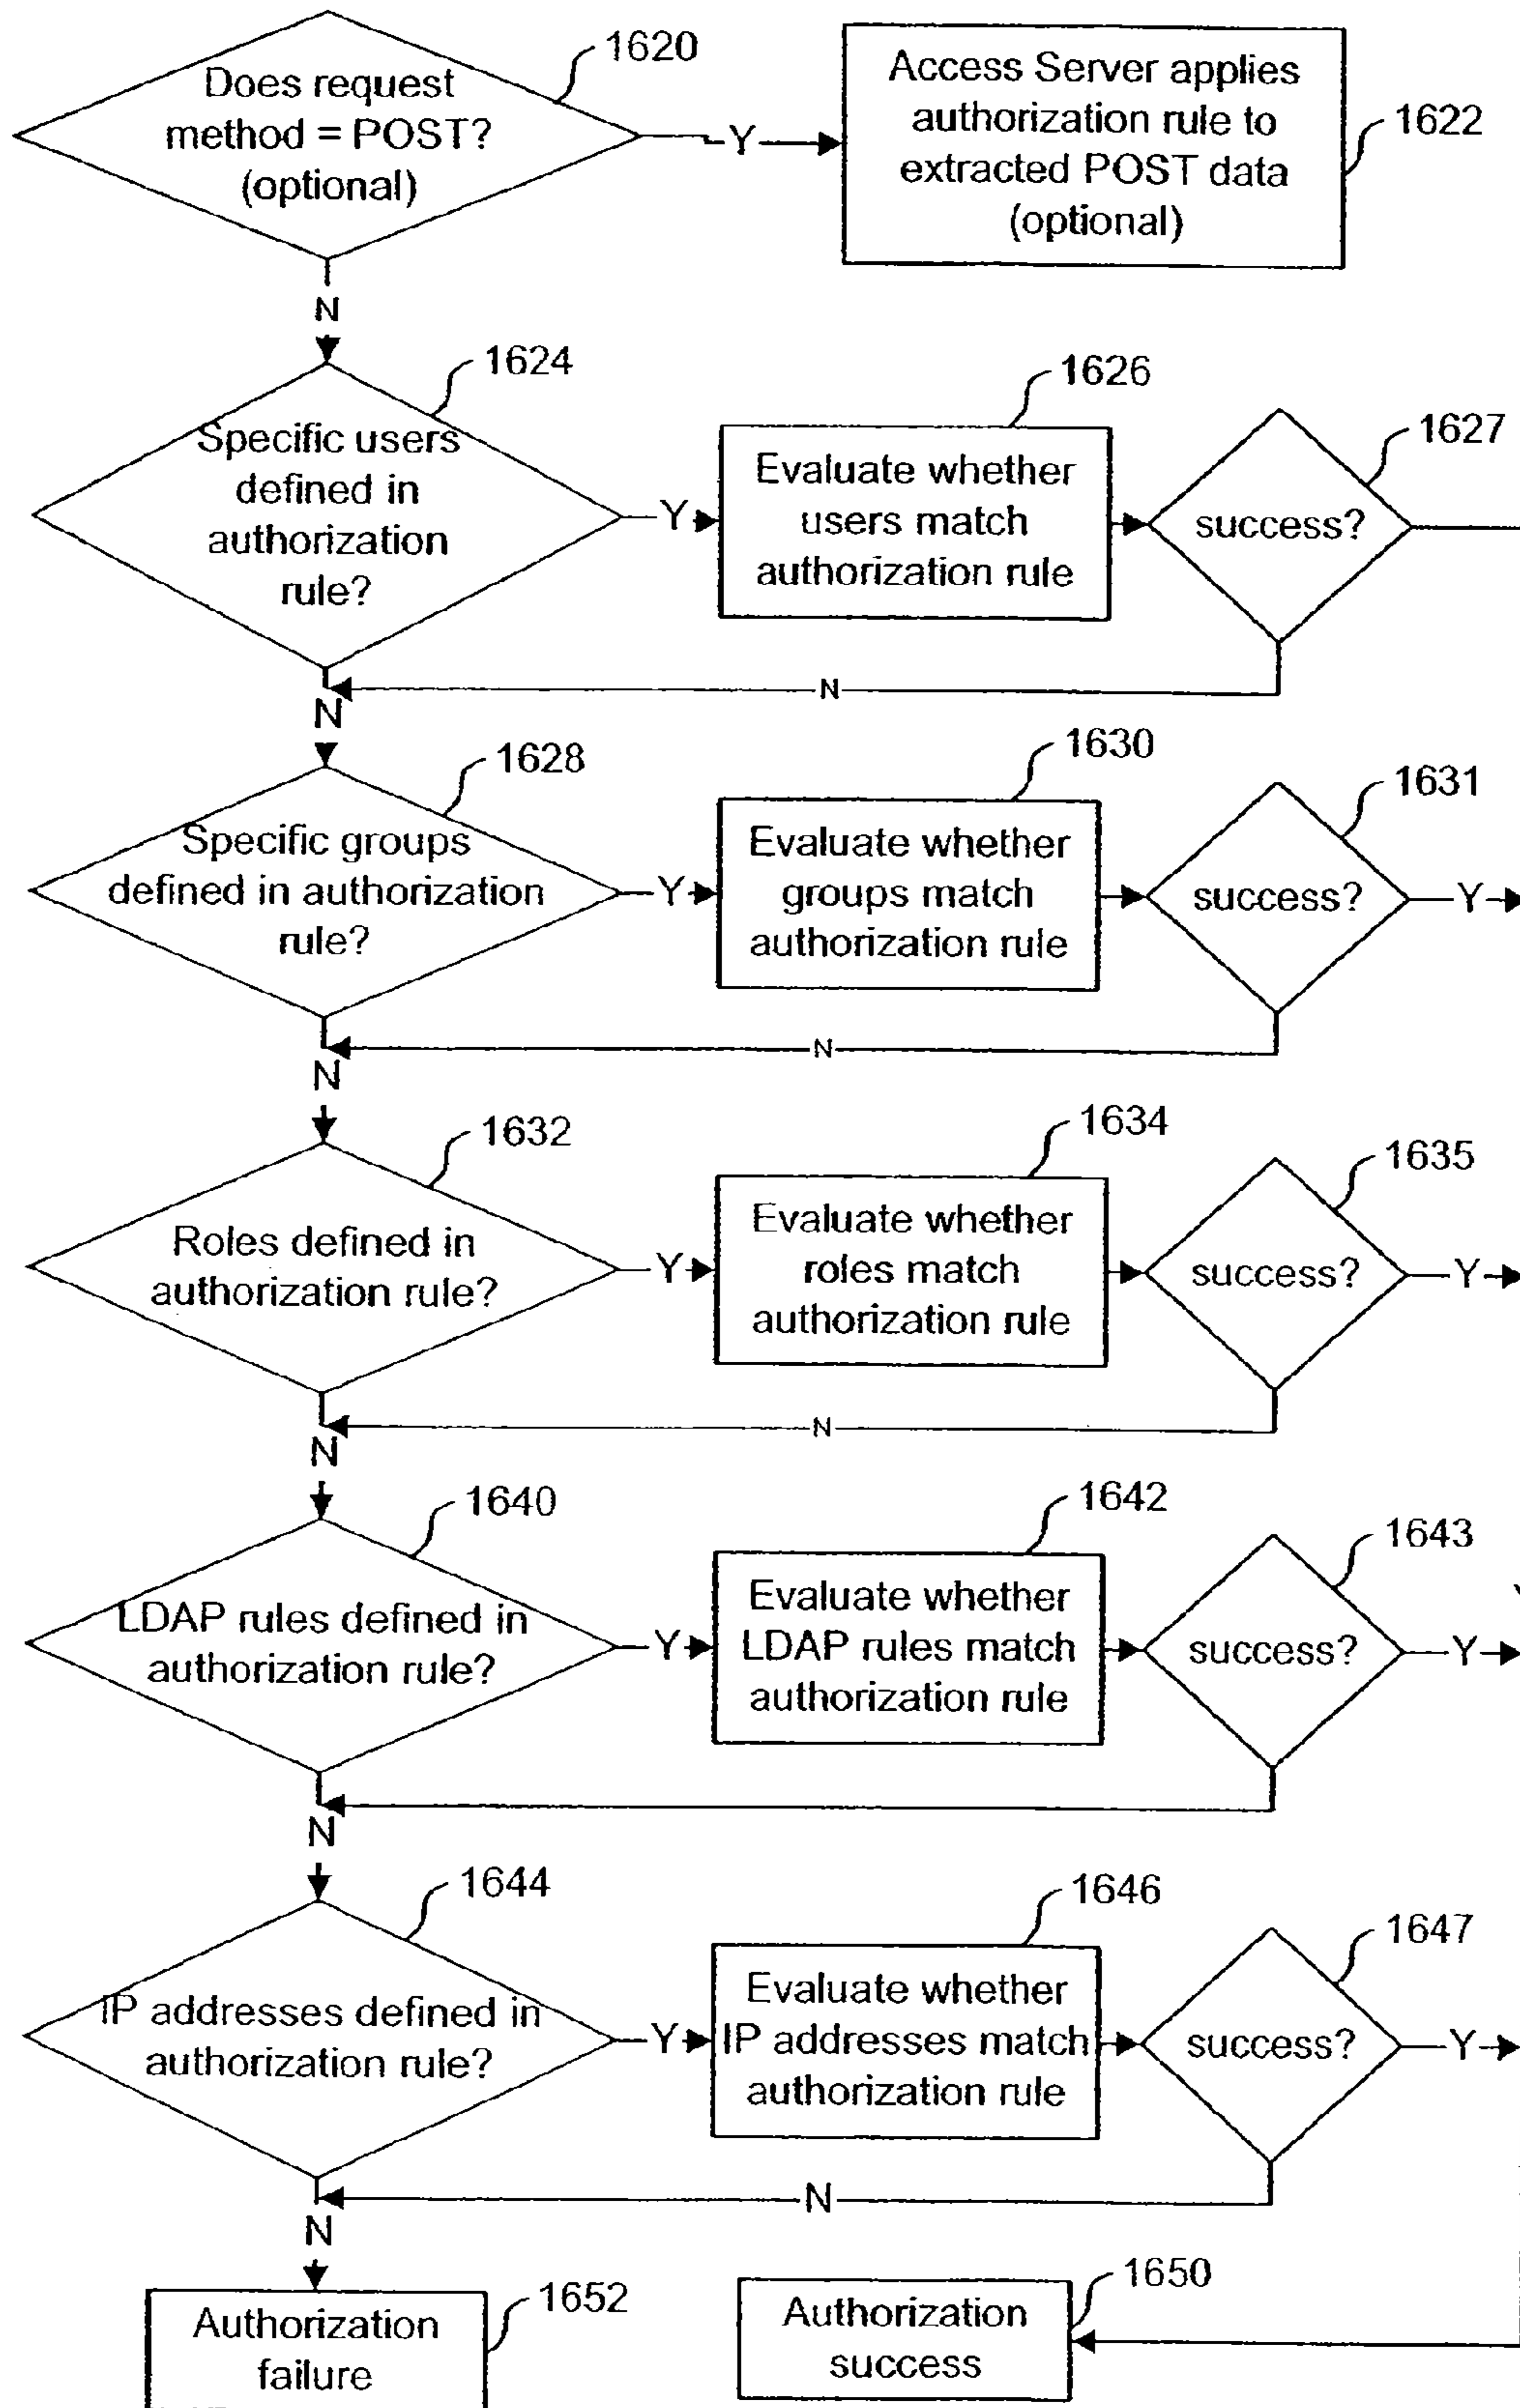 1620
Does request
method = POST?
(optional)
Y
Access Server applies
authorization rule to
extracted POST data
(optional)
1622
N
1624
Specific users
defined in
authorization
rule?
Y
1626
Evaluate whether
users match
authorization rule
1627
success?
N
N
1628
Specific groups
defined in authorization
rule?
Y
1630
Evaluate whether
groups match
authorization rule
1631
success?
Y
N
N
1632
Roles defined in
authorization rule?
Y
1634
Evaluate whether
roles match
authorization rule
1635
success?
Y
N
N
1640
LDAP rules defined in
authorization rule?
Y
1642
Evaluate whether
LDAP rules match
authorization rule
1643
success?
Y
N
1644
IP addresses defined in
authorization rule?
Y
1646
Evaluate whether
IP addresses match
authorization rule
1647
success?
Y
N
N
1652
Authorization
failure
1650
Authorization
success